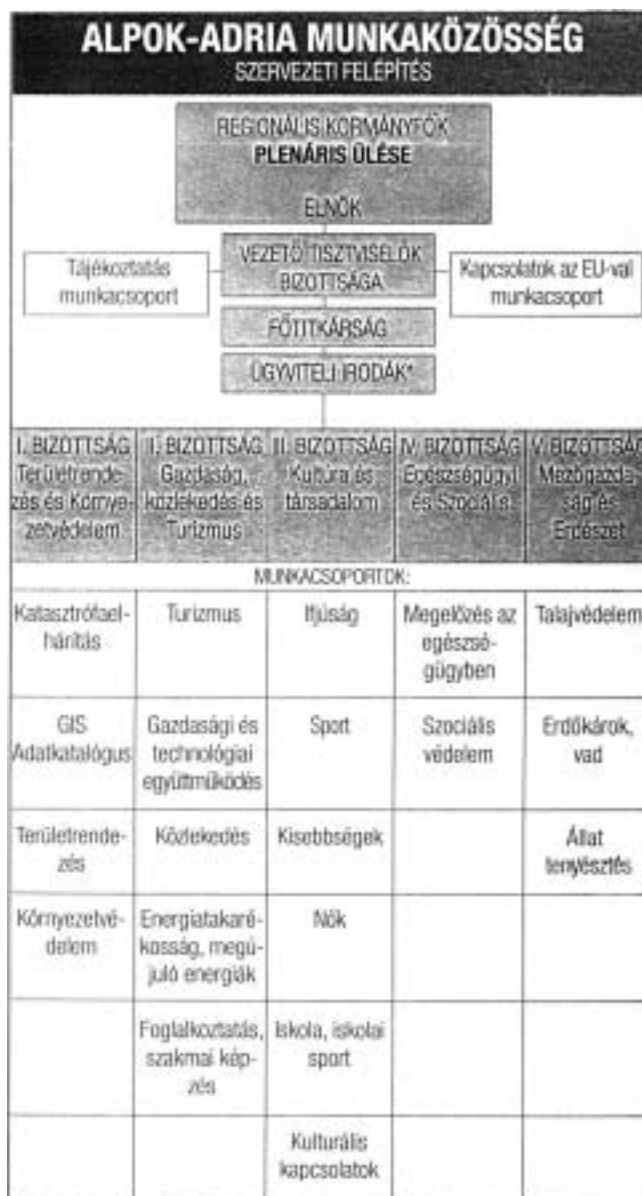 ALPOK-ADRIA MUNKAKÖZÖSSÉG
SZERVEZETI FELÉPÍTÉS
REGIONÁLIS KORMÁNYFŐK
PLENÁRIS ÜLÉSE
ELNÖK
VEZETŐ TISZTVISELŐK
BIZOTTSÁGA
Tájékoztatás
munkacsoport
Kapcsolatok az EU-val
munkacsoport
FŐTITKÁRSÁG
ÜGYVITELI IRODÁK*
I. BIZOTTSÁG
Területrende-
zés és Környe-
zetvédelem
II. BIZOTTSÁG
Gazdaság,
közlekedés és
Turizmus
III. BIZOTTSÁG
Kultúra és
társadalom
IV. BIZOTTSÁG
Egészségügyi
és Szociális
V. BIZOTTSÁG
Mezőgazda-
ság és
Erdészet
MUNKACSOPORTOK:
Katasztrófael-
hárítás
Turizmus
Ifjúság
Megelőzés az
egészsé-
gügyben
Talajvédelem
GIS
Adatkatalógus
Gazdasági és
technológiai
együttműködés
Sport
Szociális
védelem
Erdőkárok,
vad
Területrende-
zés
Közlekedés
Kisebbségek
Állat
tenyésztés
Környezetvé-
delem
Energiatakaré-
kosság, megú-
juló energiák
Nők
Foglalkoztatás,
szakmai kép-
zés
Iskola, iskolai
sport
Kulturális
kapcsolatok